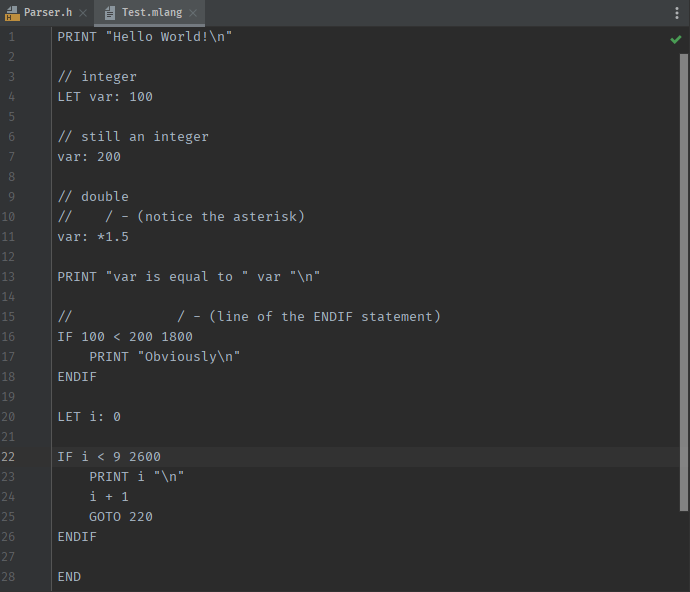 Parser.h Test.mlang
1 PRINT "Hello World!\n"
2
3 // integer
4 LET var: 100
5
6 // still an integer
7 var: 200
8
9 // double
10 //    / - (notice the asterisk)
11 var: *1.5
12
13 PRINT "var is equal to " var "\n"
14
15 //             / - (line of the ENDIF statement)
16 IF 100 < 200 1800
17     PRINT "Obviously\n"
18 ENDIF
19
20 LET i: 0
21
22 IF i < 9 2600
23     PRINT i "\n"
24     i + 1
25     GOTO 220
26 ENDIF
27
28 END